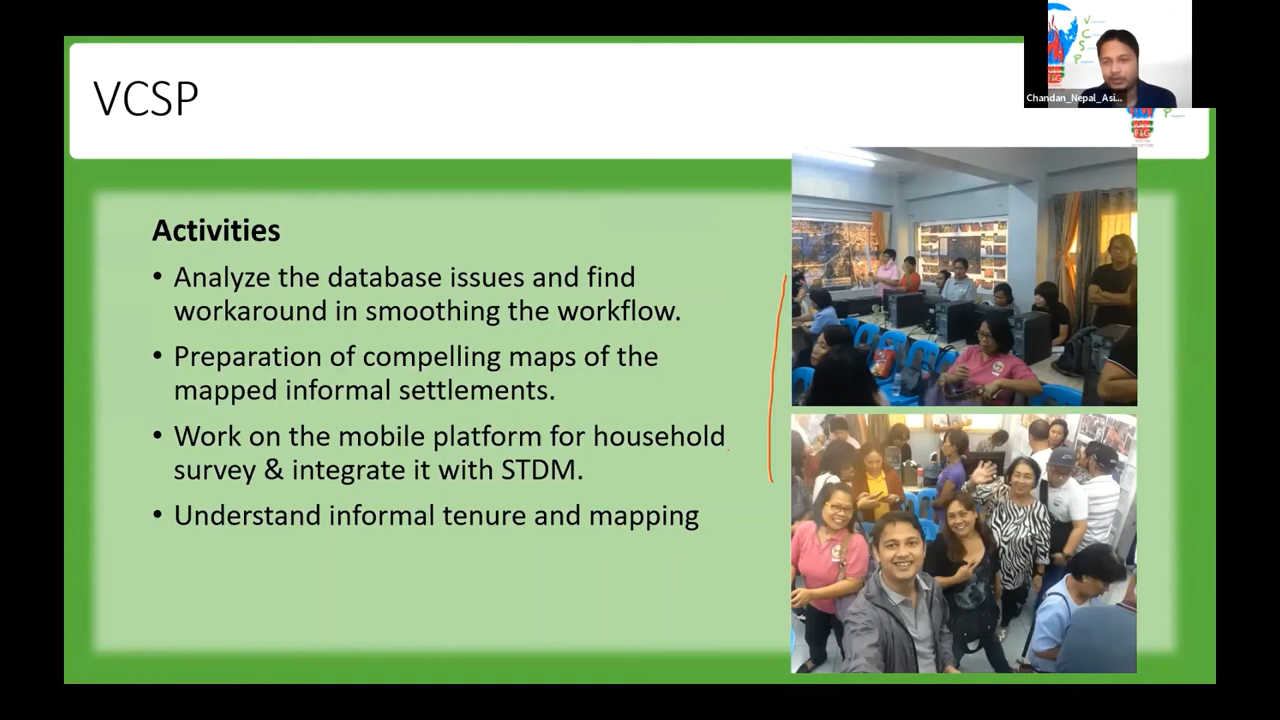 VCSP
V
C
S
P
Chandan_Nepal_Asi...
P
FIG
Activities
• Analyze the database issues and find
workaround in smoothing the workflow.
• Preparation of compelling maps of the
mapped informal settlements.
• Work on the mobile platform for household
survey & integrate it with STDM.
• Understand informal tenure and mapping